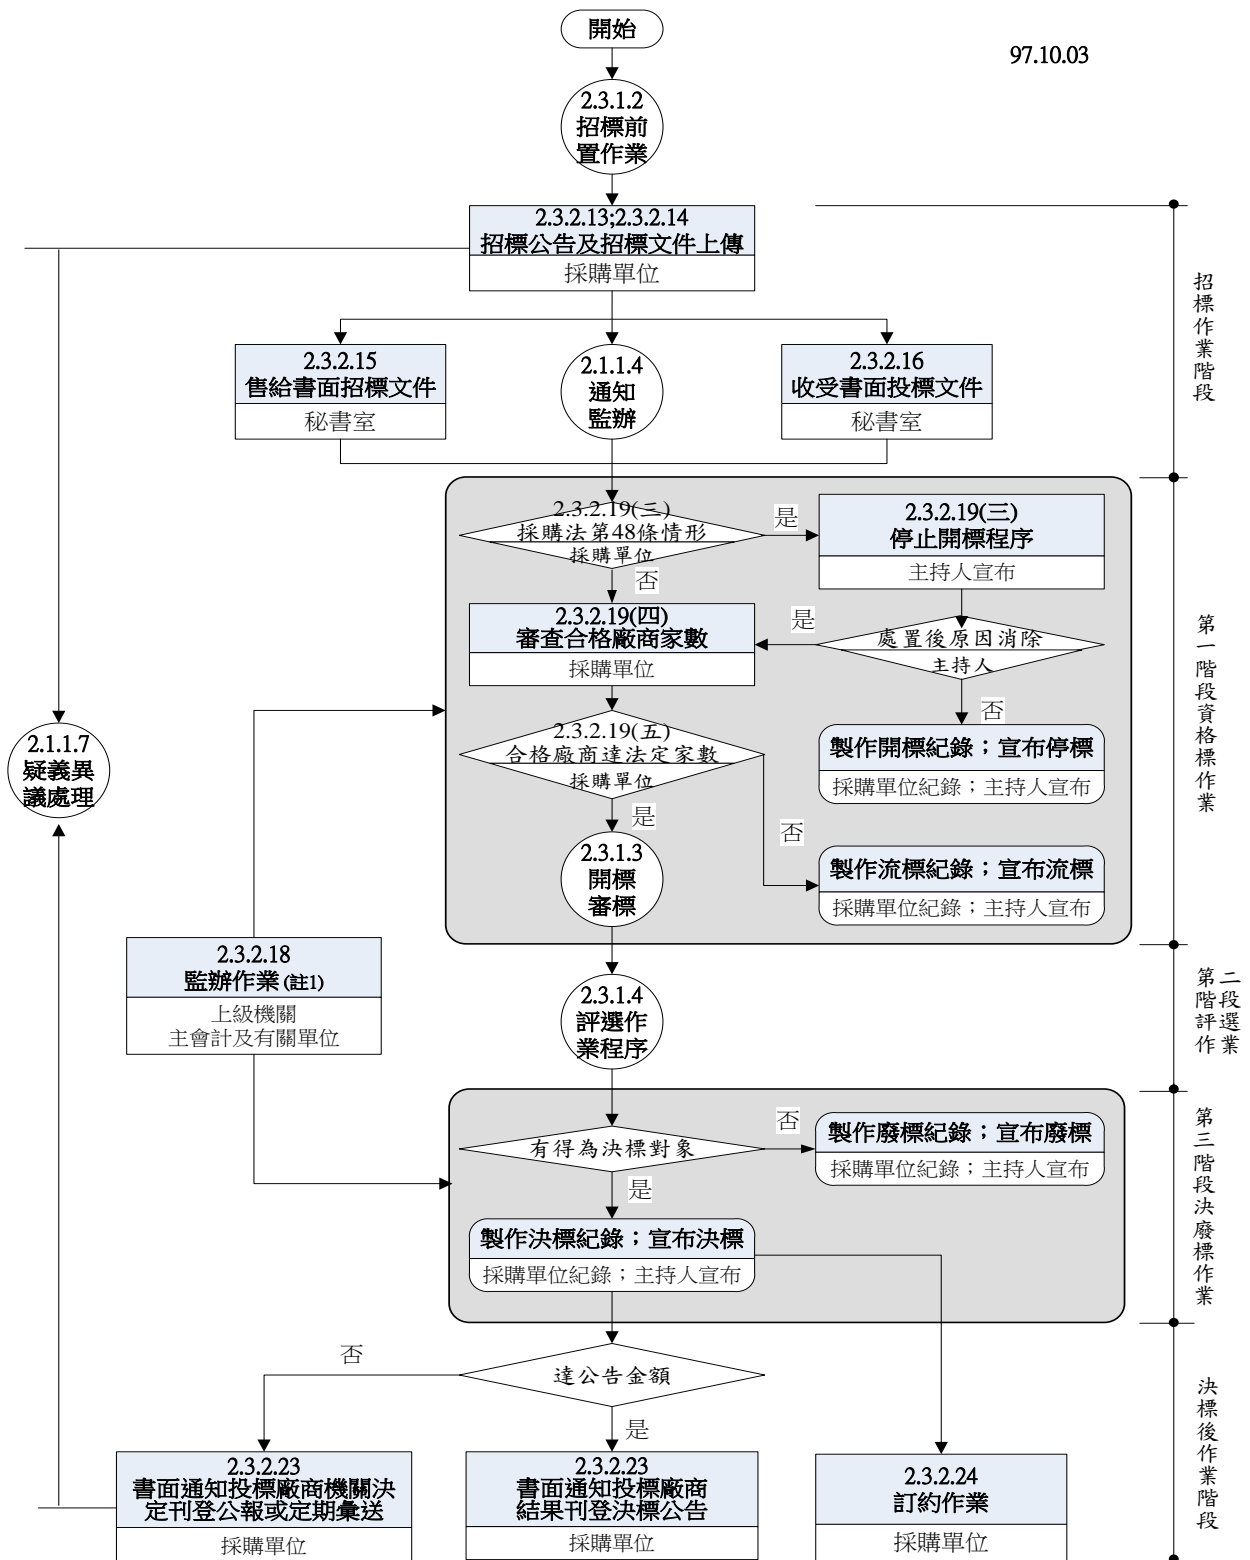 開始
97.10.03
2.3.1.2
招標前
置作業
2.3.2.13;2.3.2.14
招標公告及招標文件上傳
採購單位
招標作業階段
2.3.2.15
售給書面招標文件
秘書室
2.1.1.4
通知
監辦
2.3.2.16
收受書面投標文件
秘書室
2.3.2.19(三)
採購法第48條情形
採購單位
是
否
2.3.2.19(三)
停止開標程序
主持人宣布
2.3.2.19(四)
審查合格廠商家數
採購單位
是
處置後原因消除
主持人
否
第一階段資格標作業
2.1.1.7
疑義異
議處理
2.3.2.19(五)
合格廠商達法定家數
採購單位
是
否
製作開標紀錄；宣布停標
採購單位紀錄；主持人宣布
2.3.1.3
開標
審標
製作流標紀錄；宣布流標
採購單位紀錄；主持人宣布
2.3.2.18
監辦作業(註1)
上級機關
主會計及有關單位
2.3.1.4
評選作
業程序
第二
階段
評選
作業
有得為決標對象
否
是
製作廢標紀錄；宣布廢標
採購單位紀錄；主持人宣布
第三階段決廢標作業
製作決標紀錄；宣布決標
採購單位紀錄；主持人宣布
達公告金額
否
是
決標後作業階段
2.3.2.23
書面通知投標廠商機關決
定刊登公報或定期彙送
採購單位
2.3.2.23
書面通知投標廠商
結果刊登決標公告
採購單位
2.3.2.24
訂約作業
採購單位